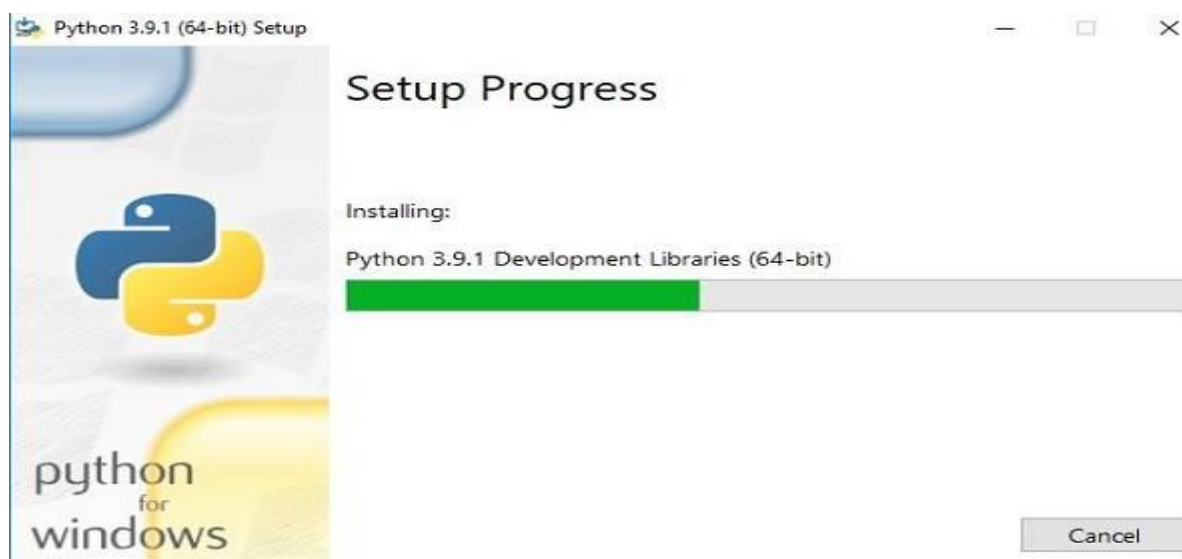 Python 3.9.1 (64-bit) Setup
Setup Progress
Installing:
Python 3.9.1 Development Libraries (64-bit)
python
for
windows
Cancel